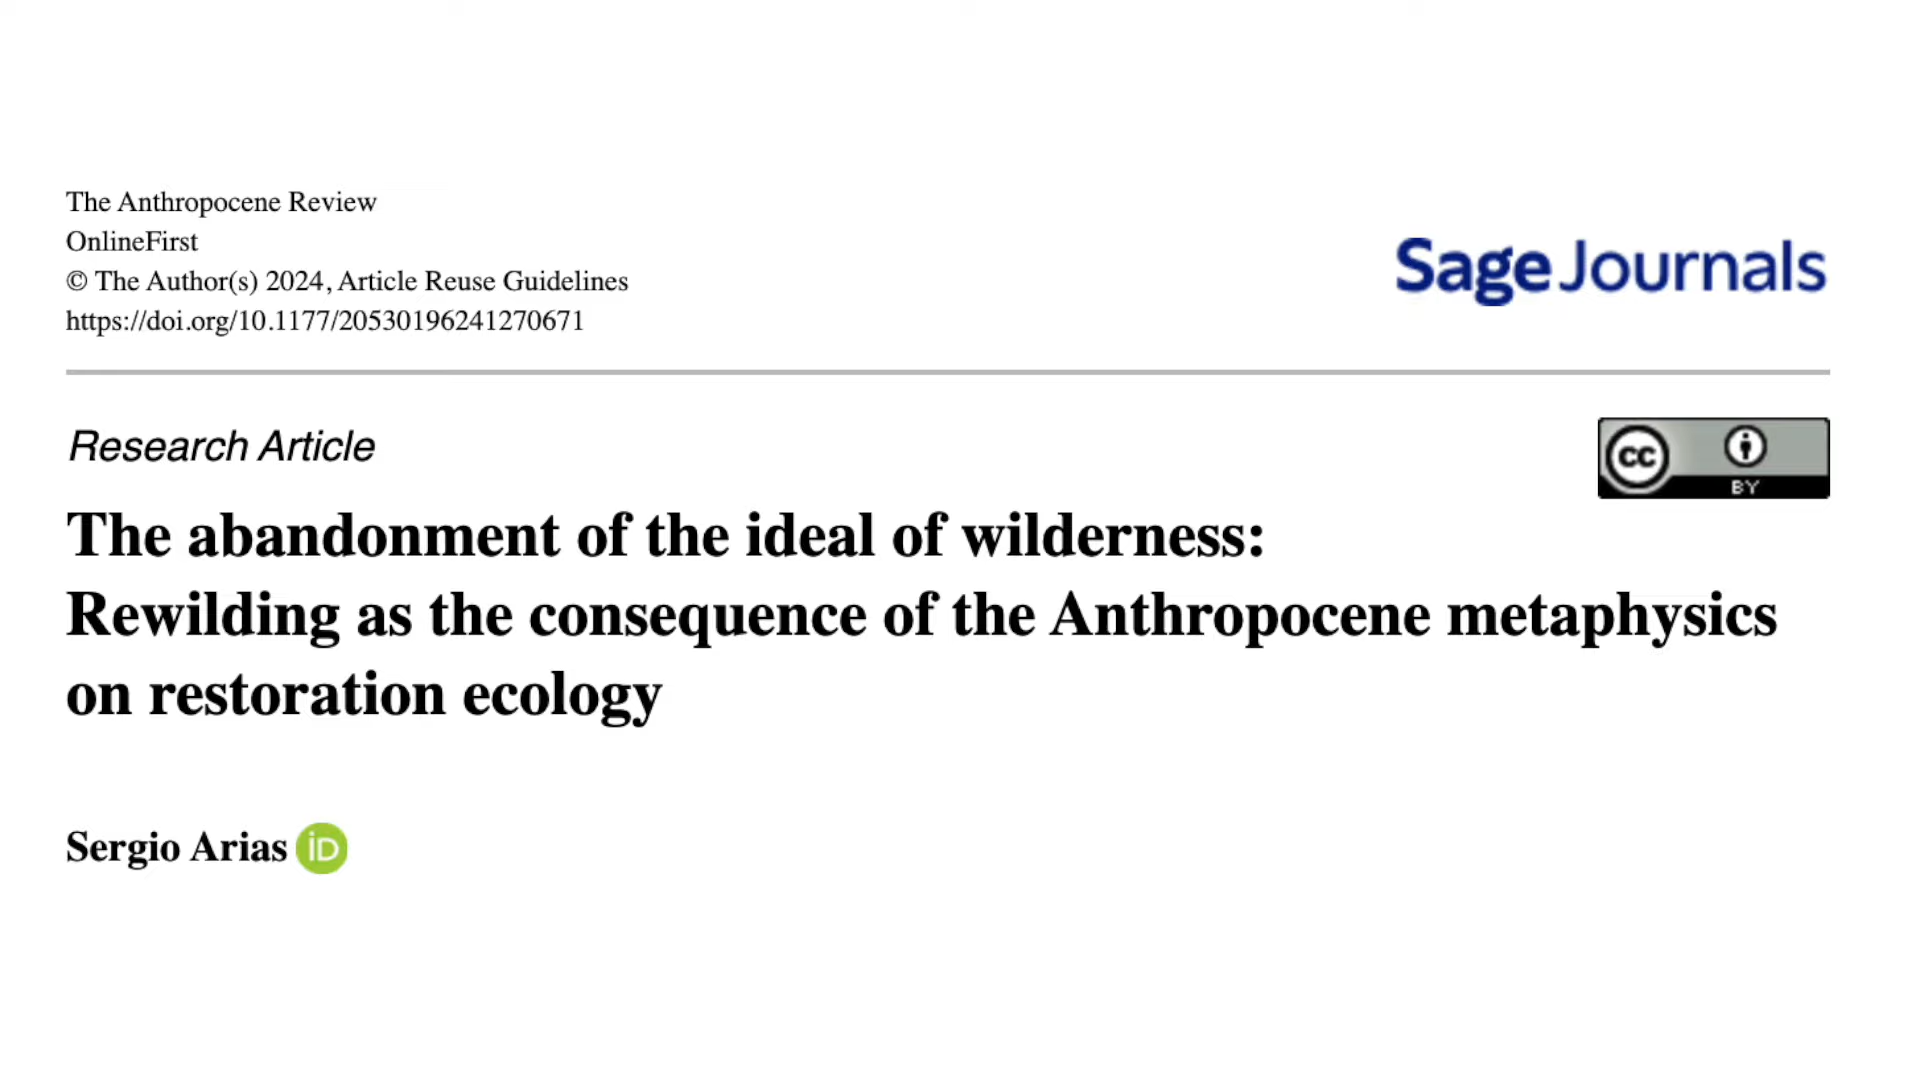 The Anthropocene Review
OnlineFirst
© The Author(s) 2024, Article Reuse Guidelines
https://doi.org/10.1177/20530196241270671
Sage Journals
Research Article
CC BY
The abandonment of the ideal of wilderness:
Rewilding as the consequence of the Anthropocene metaphysics
on restoration ecology
Sergio Arias iD